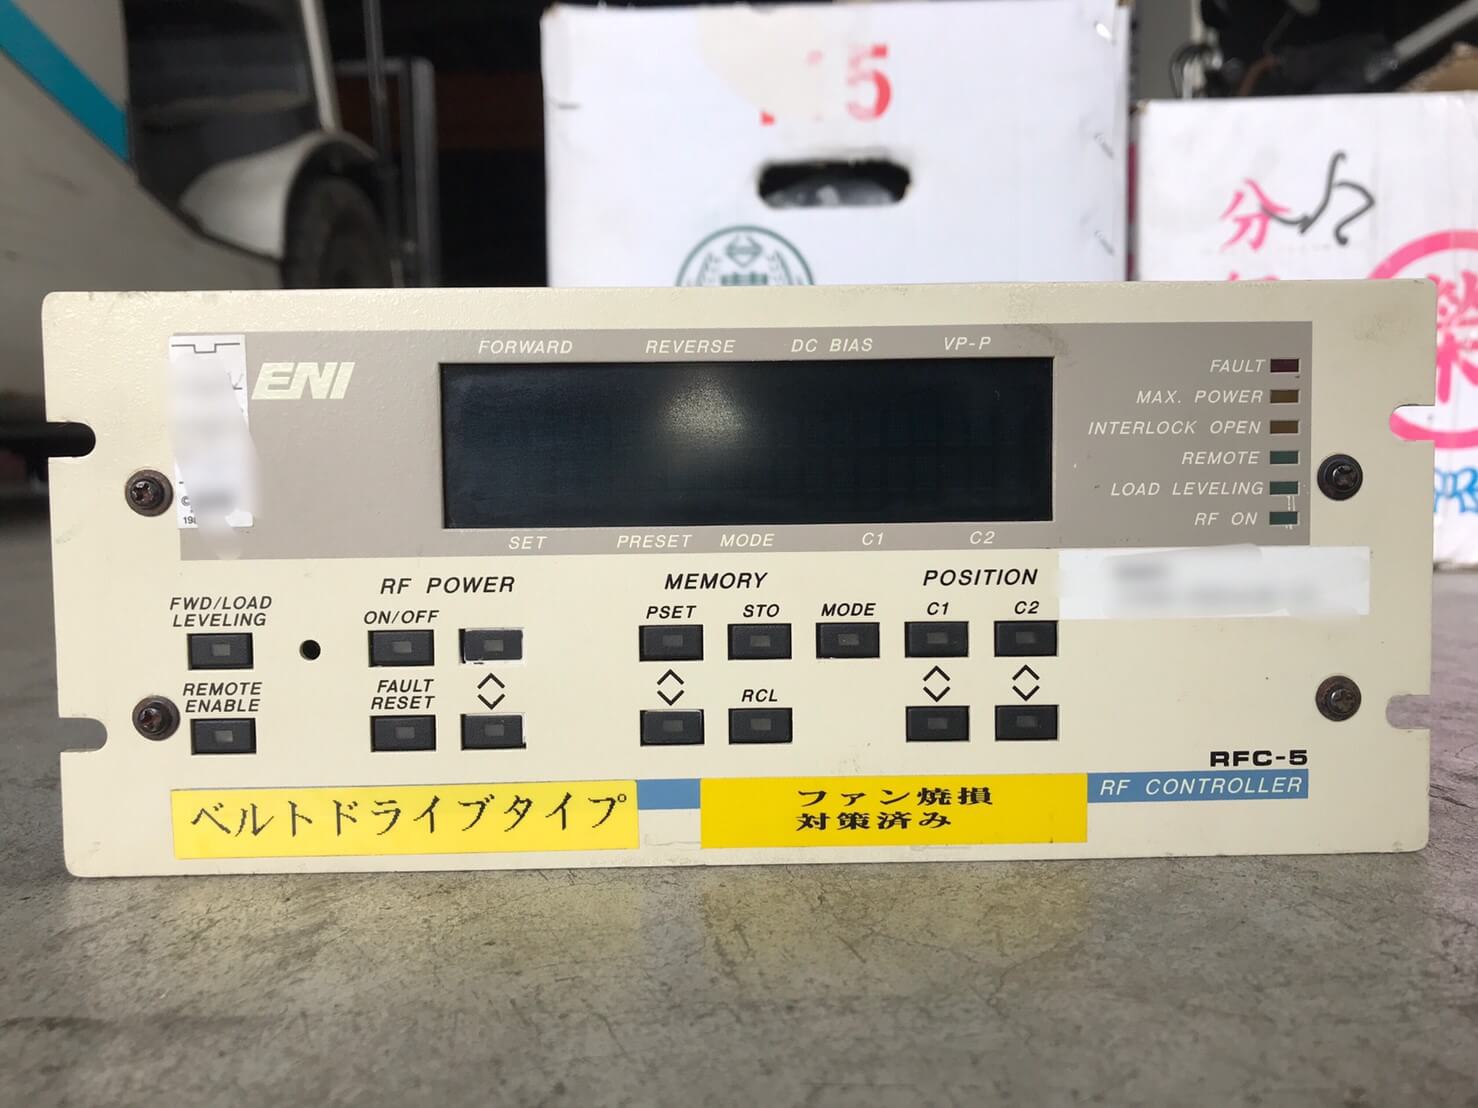 5
分
榮
ENI
FORWARD REVERSE DC BIAS VP-P
FAULT
MAX. POWER
INTERLOCK OPEN
REMOTE
LOAD LEVELING
RF ON
SET PRESET MODE C1 C2
RF POWER
MEMORY
POSITION
FWD/LOAD
LEVELING
ON/OFF
PSET STO MODE C1 C2
REMOTE
ENABLE
FAULT
RESET
RCL
RFC-5
RF CONTROLLER
ベルトドライブタイプ
ファン焼損
対策済み